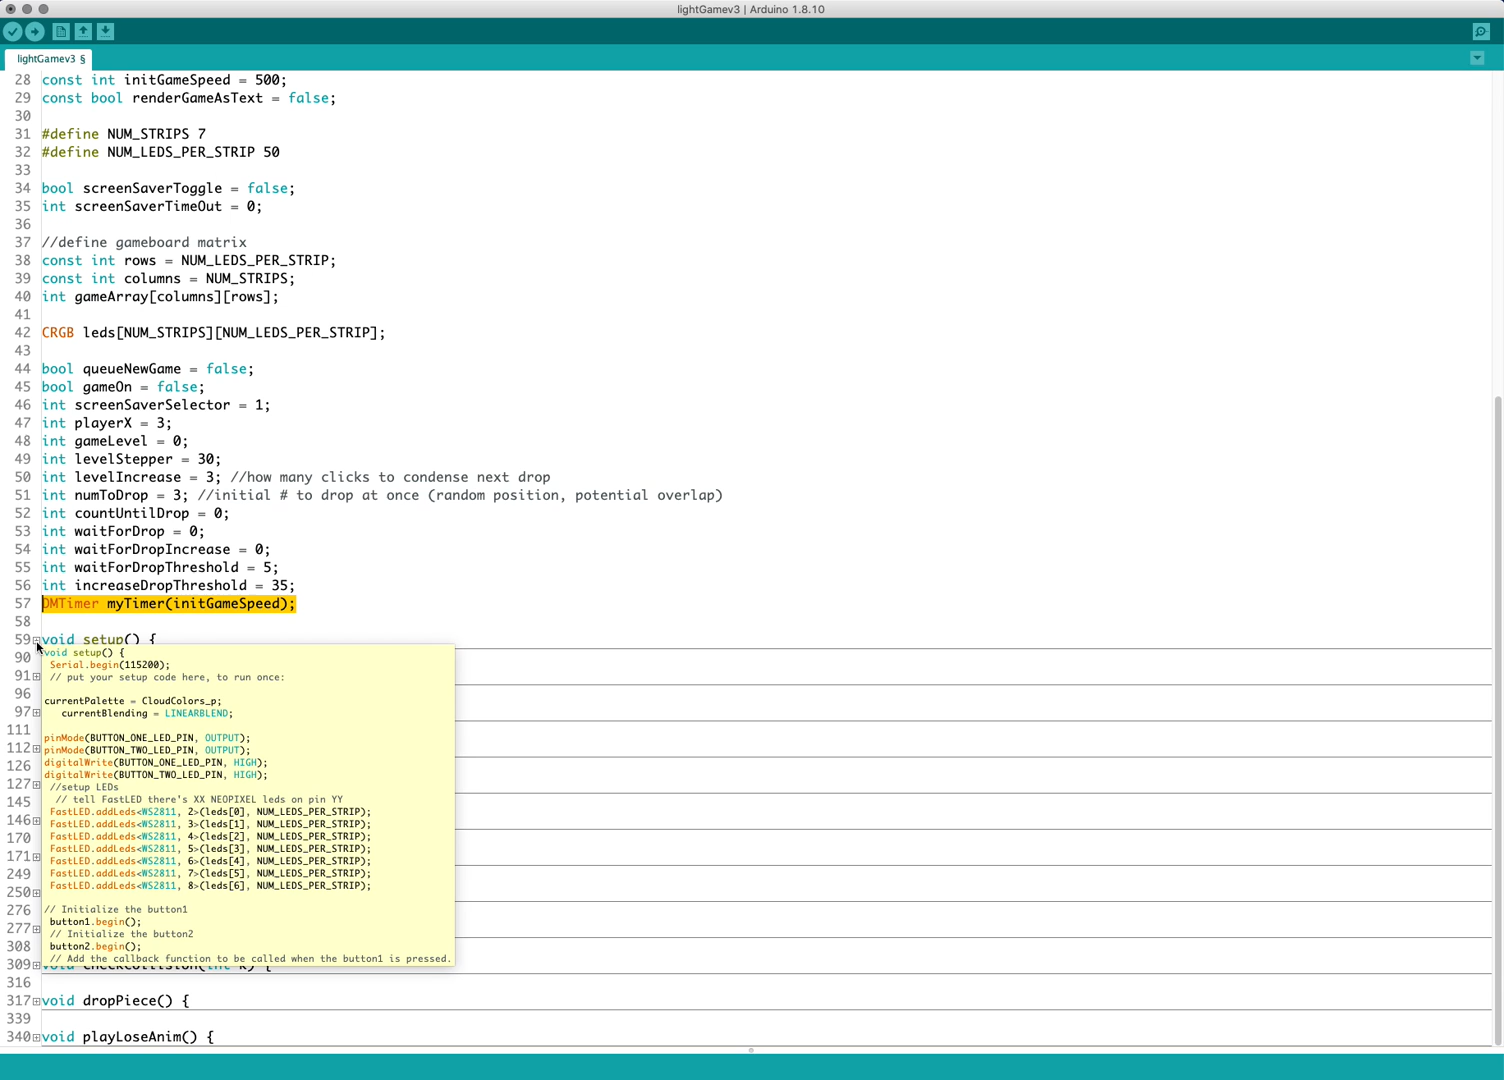 lightGamev3 | Arduino 1.8.10
lightGamev3 §
28 const int initGameSpeed = 500;
29 const bool renderGameAsText = false;
30
31 #define NUM_STRIPS 7
32 #define NUM_LEDS_PER_STRIP 50
33
34 bool screenSaverToggle = false;
35 int screenSaverTimeOut = 0;
36
37 //define gameboard matrix
38 const int rows = NUM_LEDS_PER_STRIP;
39 const int columns = NUM_STRIPS;
40 int gameArray[columns][rows];
41
42 CRGB leds[NUM_STRIPS][NUM_LEDS_PER_STRIP];
43
44 bool queueNewGame = false;
45 bool gameOn = false;
46 int screenSaverSelector = 1;
47 int playerX = 3;
48 int gameLevel = 0;
49 int levelStepper = 30;
50 int levelIncrease = 3; //how many clicks to condense next drop
51 int numToDrop = 3; //initial # to drop at once (random position, potential overlap)
52 int countUntilDrop = 0;
53 int waitForDrop = 0;
54 int waitForDropIncrease = 0;
55 int waitForDropThreshold = 5;
56 int increaseDropThreshold = 35;
57 DMTimer myTimer(initGameSpeed);
58
59 void setup() {
90
91
96
97
111
112
126
127
145
146
170
171
249
250
276
277
308
309 void checkCollision(int k) {
316
317 void dropPiece() {
339
340 void playLoseAnim() {
void setup() {
Serial.begin(115200);
// put your setup code here, to run once:
currentPalette = CloudColors_p;
currentBlending = LINEARBLEND;
pinMode(BUTTON_ONE_LED_PIN, OUTPUT);
pinMode(BUTTON_TWO_LED_PIN, OUTPUT);
digitalWrite(BUTTON_ONE_LED_PIN, HIGH);
digitalWrite(BUTTON_TWO_LED_PIN, HIGH);
//setup LEDs
// tell FastLED there's XX NEOPIXEL leds on pin YY
FastLED.addLeds<WS2811, 2>(leds[0], NUM_LEDS_PER_STRIP);
FastLED.addLeds<WS2811, 3>(leds[1], NUM_LEDS_PER_STRIP);
FastLED.addLeds<WS2811, 4>(leds[2], NUM_LEDS_PER_STRIP);
FastLED.addLeds<WS2811, 5>(leds[3], NUM_LEDS_PER_STRIP);
FastLED.addLeds<WS2811, 6>(leds[4], NUM_LEDS_PER_STRIP);
FastLED.addLeds<WS2811, 7>(leds[5], NUM_LEDS_PER_STRIP);
FastLED.addLeds<WS2811, 8>(leds[6], NUM_LEDS_PER_STRIP);
// Initialize the button1
button1.begin();
// Initialize the button2
button2.begin();
// Add the callback function to be called when the button1 is pressed.